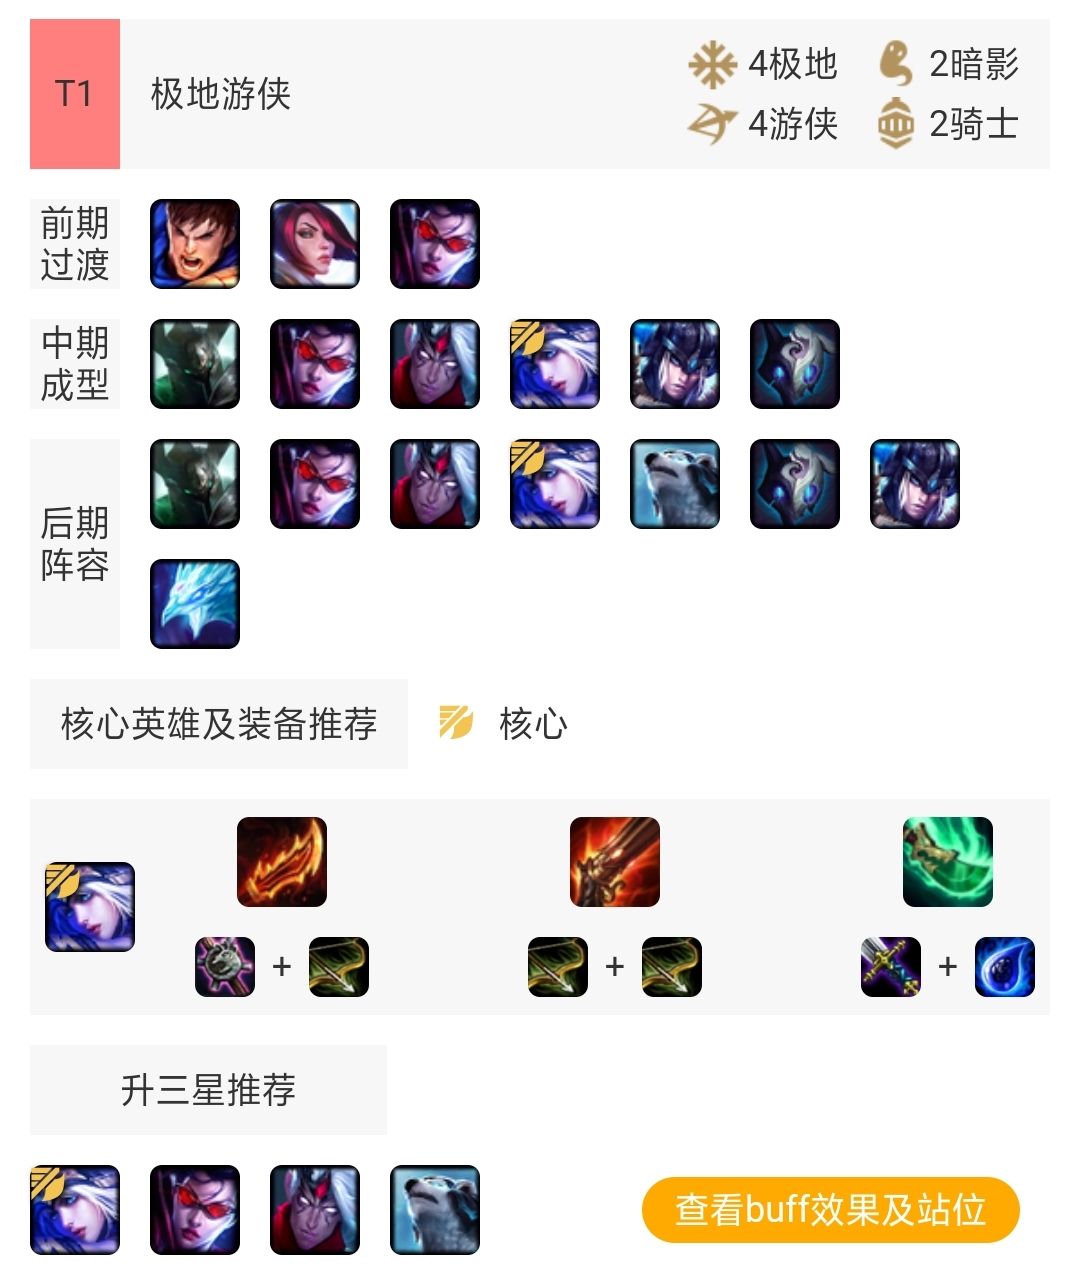 T1
极地游侠
4极地
2暗影
4游侠
2骑士
前期
过渡
中期
成型
后期
阵容
核心英雄及装备推荐
核心
+
+
+
升三星推荐
查看buff效果及站位